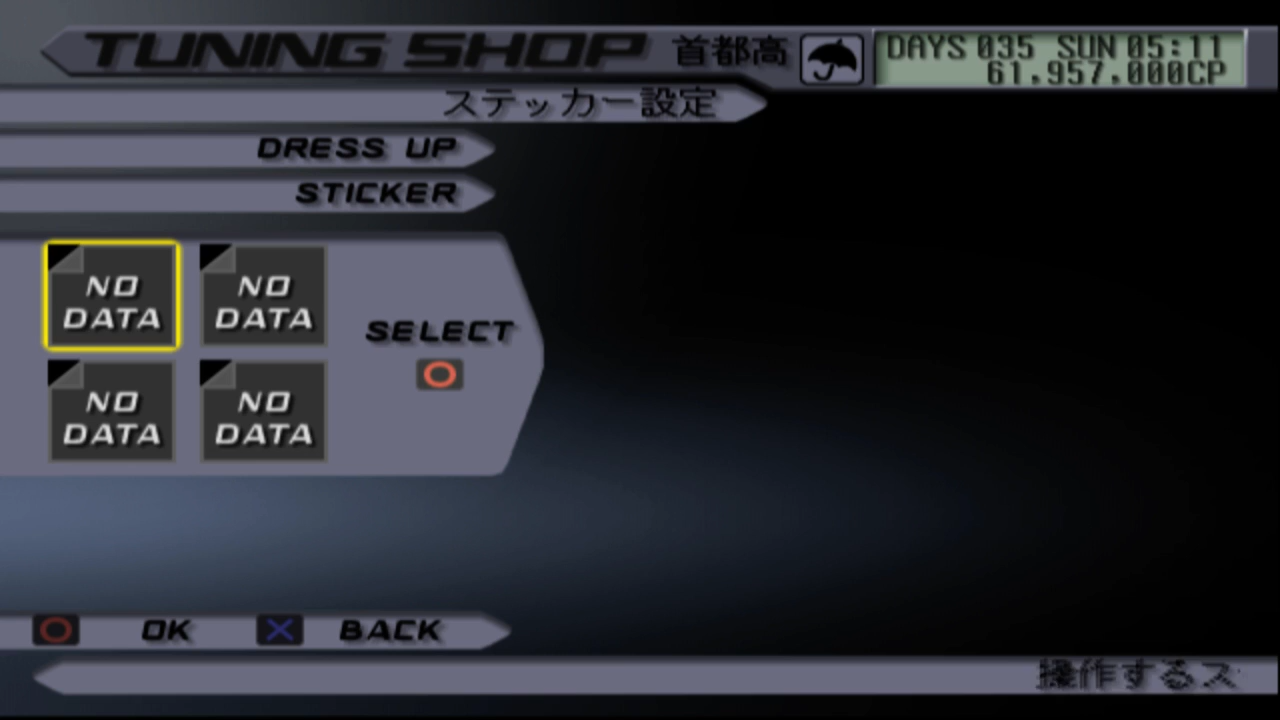 TUNING SHOP 首都高 DAYS 035 SUN 05:11
61.957.000CP
ステッカー設定
DRESS UP
STICKER
NO DATA
NO DATA
SELECT
NO DATA
NO DATA
OK BACK
操作するス